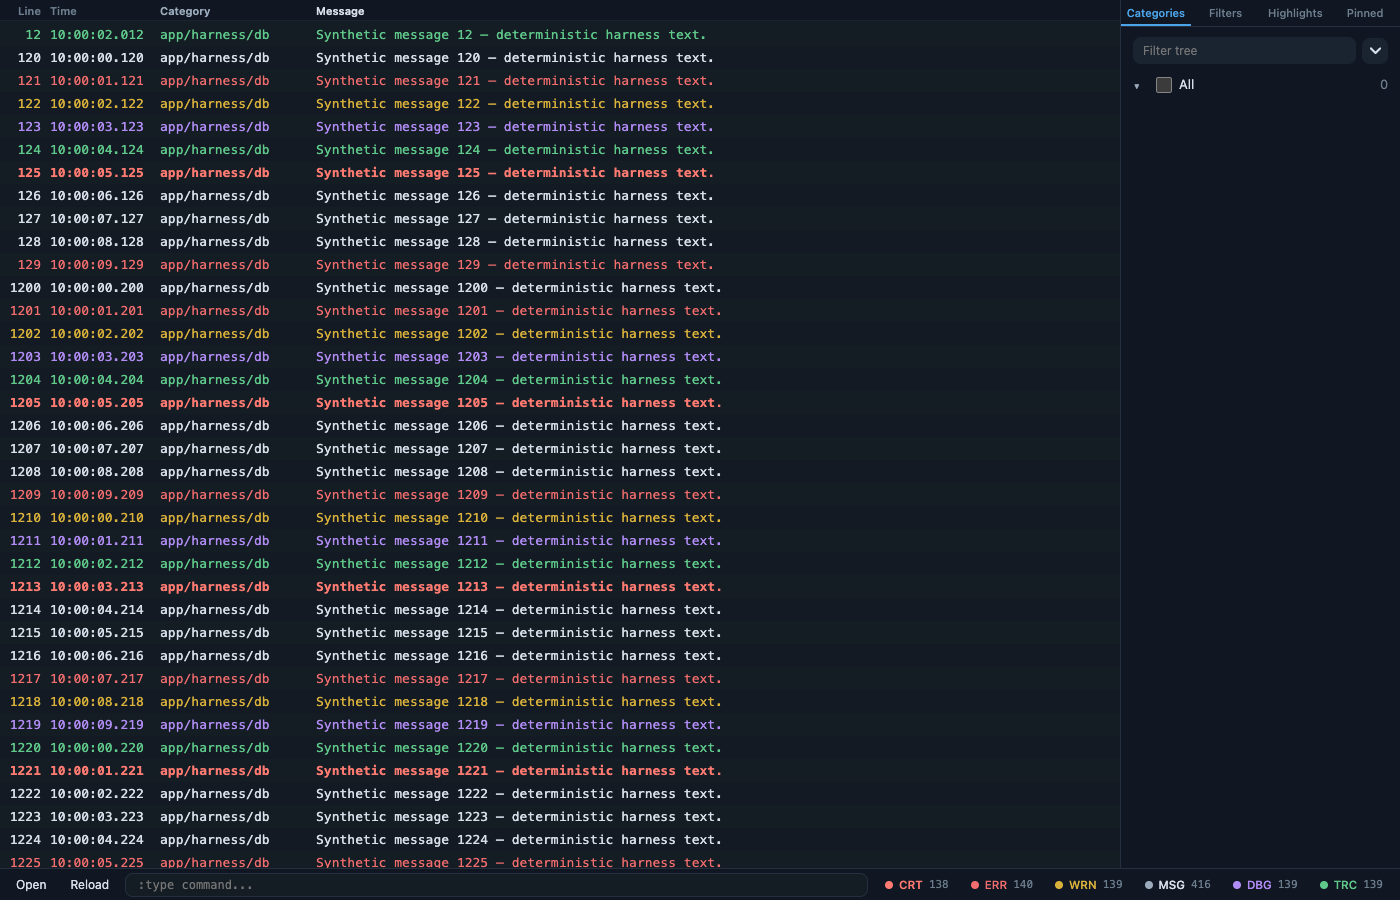 Line Time Category Message
12 10:00:02.012 app/harness/db Synthetic message 12 — deterministic harness text.
120 10:00:00.120 app/harness/db Synthetic message 120 — deterministic harness text.
121 10:00:01.121 app/harness/db Synthetic message 121 — deterministic harness text.
122 10:00:02.122 app/harness/db Synthetic message 122 — deterministic harness text.
123 10:00:03.123 app/harness/db Synthetic message 123 — deterministic harness text.
124 10:00:04.124 app/harness/db Synthetic message 124 — deterministic harness text.
125 10:00:05.125 app/harness/db Synthetic message 125 — deterministic harness text.
126 10:00:06.126 app/harness/db Synthetic message 126 — deterministic harness text.
127 10:00:07.127 app/harness/db Synthetic message 127 — deterministic harness text.
128 10:00:08.128 app/harness/db Synthetic message 128 — deterministic harness text.
129 10:00:09.129 app/harness/db Synthetic message 129 — deterministic harness text.
1200 10:00:00.200 app/harness/db Synthetic message 1200 — deterministic harness text.
1201 10:00:01.201 app/harness/db Synthetic message 1201 — deterministic harness text.
1202 10:00:02.202 app/harness/db Synthetic message 1202 — deterministic harness text.
1203 10:00:03.203 app/harness/db Synthetic message 1203 — deterministic harness text.
1204 10:00:04.204 app/harness/db Synthetic message 1204 — deterministic harness text.
1205 10:00:05.205 app/harness/db Synthetic message 1205 — deterministic harness text.
1206 10:00:06.206 app/harness/db Synthetic message 1206 — deterministic harness text.
1207 10:00:07.207 app/harness/db Synthetic message 1207 — deterministic harness text.
1208 10:00:08.208 app/harness/db Synthetic message 1208 — deterministic harness text.
1209 10:00:09.209 app/harness/db Synthetic message 1209 — deterministic harness text.
1210 10:00:00.210 app/harness/db Synthetic message 1210 — deterministic harness text.
1211 10:00:01.211 app/harness/db Synthetic message 1211 — deterministic harness text.
1212 10:00:02.212 app/harness/db Synthetic message 1212 — deterministic harness text.
1213 10:00:03.213 app/harness/db Synthetic message 1213 — deterministic harness text.
1214 10:00:04.214 app/harness/db Synthetic message 1214 — deterministic harness text.
1215 10:00:05.215 app/harness/db Synthetic message 1215 — deterministic harness text.
1216 10:00:06.216 app/harness/db Synthetic message 1216 — deterministic harness text.
1217 10:00:07.217 app/harness/db Synthetic message 1217 — deterministic harness text.
1218 10:00:08.218 app/harness/db Synthetic message 1218 — deterministic harness text.
1219 10:00:09.219 app/harness/db Synthetic message 1219 — deterministic harness text.
1220 10:00:00.220 app/harness/db Synthetic message 1220 — deterministic harness text.
1221 10:00:01.221 app/harness/db Synthetic message 1221 — deterministic harness text.
1222 10:00:02.222 app/harness/db Synthetic message 1222 — deterministic harness text.
1223 10:00:03.223 app/harness/db Synthetic message 1223 — deterministic harness text.
1224 10:00:04.224 app/harness/db Synthetic message 1224 — deterministic harness text.
1225 10:00:05.225 app/harness/db Synthetic message 1225 — deterministic harness text.
Categories Filters Highlights Pinned
Filter tree
All 0
Open Reload :type command... CRT 138 ERR 140 WRN 139 MSG 416 DBG 139 TRC 139